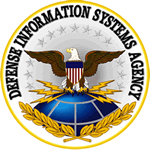 DEFENSE INFORMATION SYSTEMS AGENCY